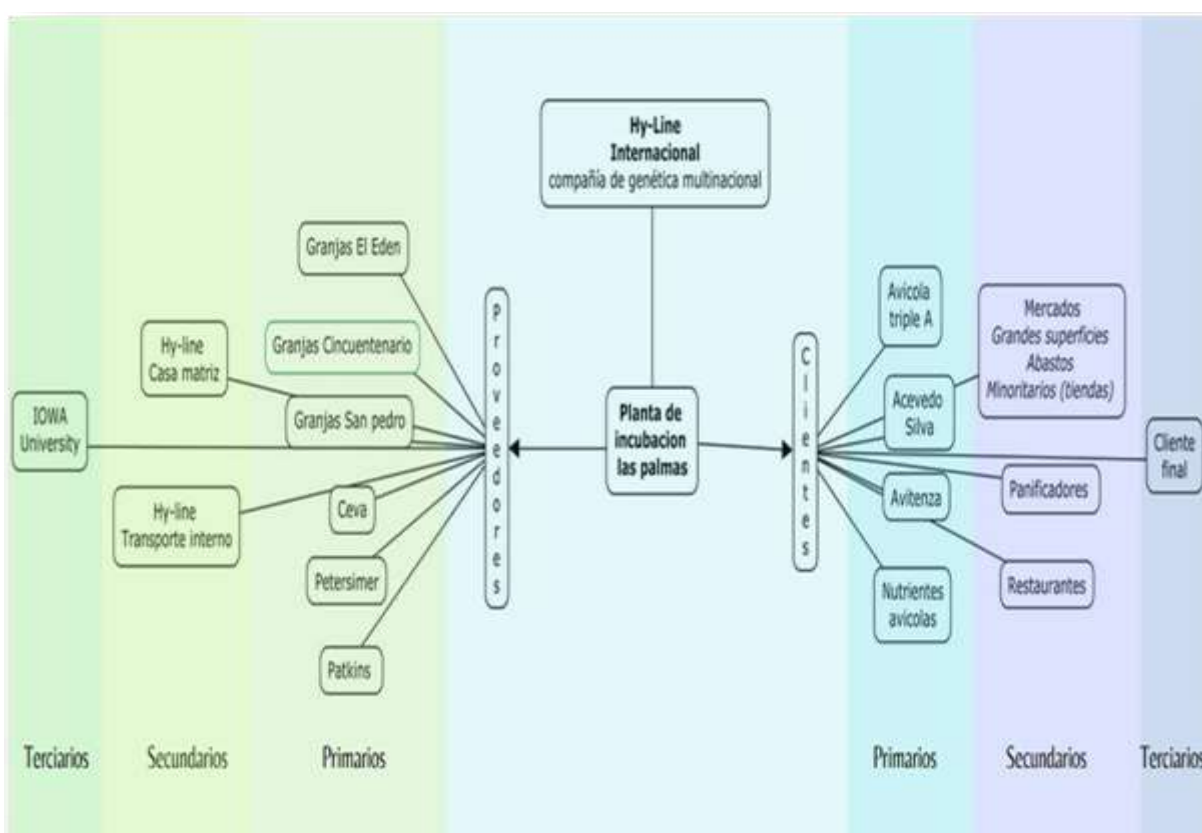 Hy-Line
Internacional
compañía de genética multinacional
Granjas El Eden
Granjas Cincuentenario
Hy-line
Casa matriz
Granjas San pedro
IOWA
University
Hy-line
Transporte interno
Ceva
Petersimer
Patkins
Proveedores
Planta de
incubacion
las palmas
Clientes
Avicola
triple A
Acevedo
Silva
Avitenza
Nutrientes
avicolas
Mercados
Grandes superficies
Abastos
Minoritarios (tiendas)
Panificadores
Restaurantes
Cliente
final
Terciarios
Secundarios
Primarios
Primarios
Secundarios
Terciarios